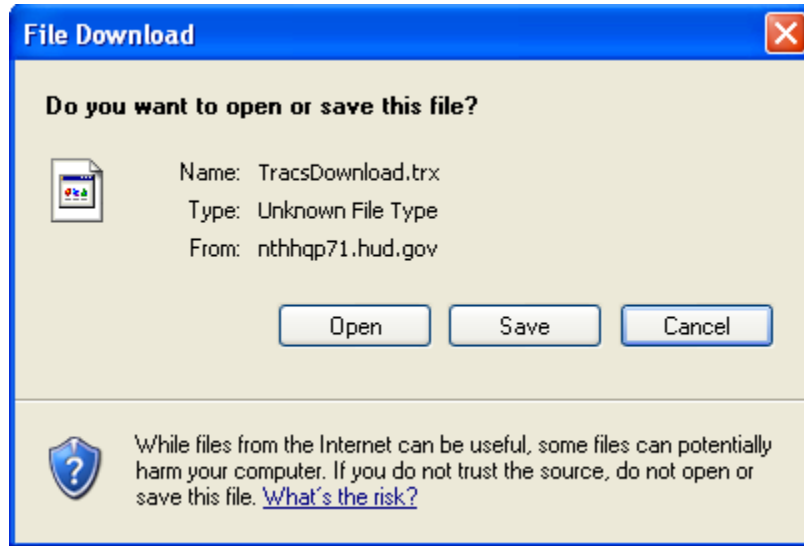 File Download
Do you want to open or save this file?
Name: TracsDownload.trx
Type: Unknown File Type
From: nthhqp71.hud.gov
Open Save Cancel
While files from the Internet can be useful, some files can potentially
harm your computer. If you do not trust the source, do not open or
save this file. What's the risk?